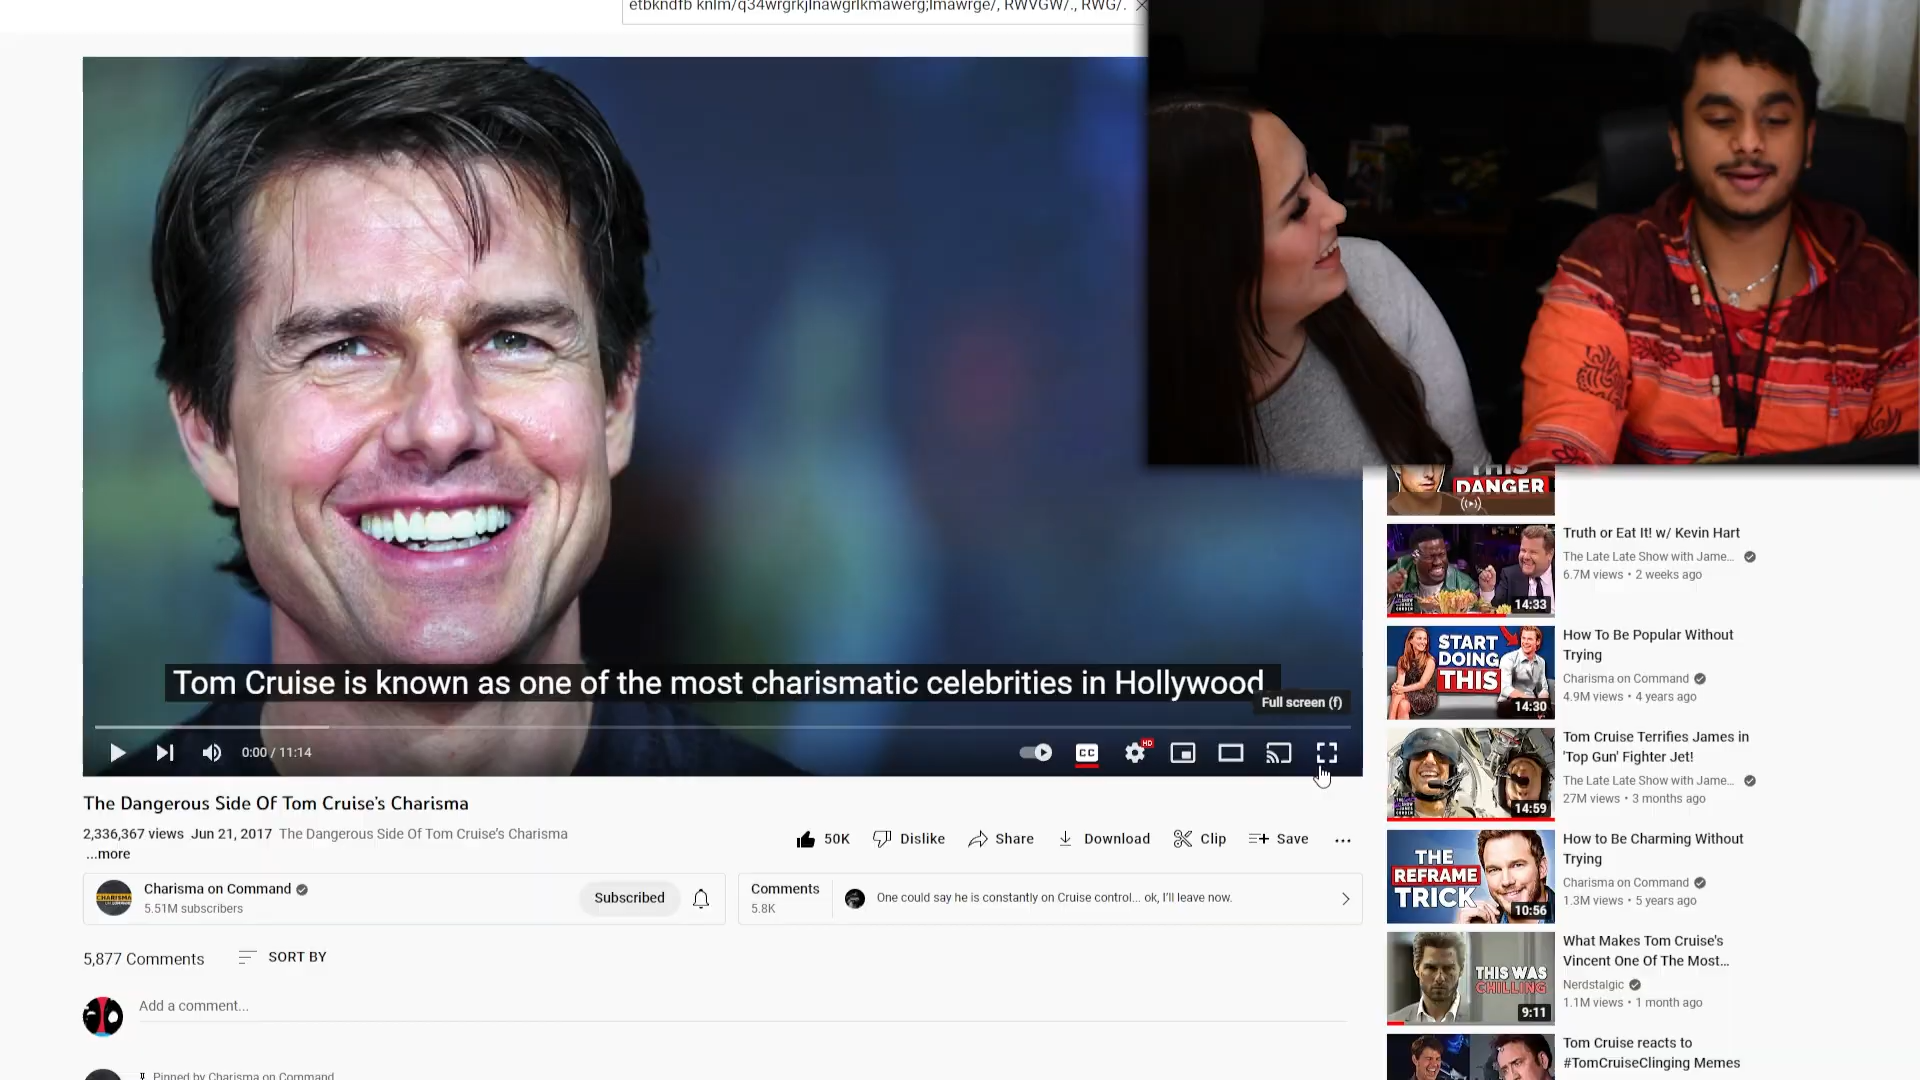 etbkndfb knlm/q34wrgrkjlnawgrlkmawerg;lmawrge/, RWVGW/., RWG/.
Tom Cruise is known as one of the most charismatic celebrities in Hollywood
Full screen (f)
0:00 / 11:14
CC
HD
The Dangerous Side Of Tom Cruise's Charisma
2,336,367 views Jun 21, 2017 The Dangerous Side Of Tom Cruise's Charisma
...more
50K
Dislike
Share
Download
Clip
Save
CHARISMA
Charisma on Command
5.51M subscribers
Subscribed
Comments
5.8K
One could say he is constantly on Cruise control... ok, I'll leave now.
5,877 Comments
SORT BY
Add a comment...
Pinned by Charisma on Command
THIS
DANGER
14:33
Truth or Eat It! w/ Kevin Hart
The Late Late Show with Jame...
6.7M views • 2 weeks ago
START
DOING
THIS
14:30
How To Be Popular Without
Trying
Charisma on Command
4.9M views • 4 years ago
14:59
Tom Cruise Terrifies James in
'Top Gun' Fighter Jet!
The Late Late Show with Jame...
27M views • 3 months ago
THE
REFRAME
TRICK
10:56
How to Be Charming Without
Trying
Charisma on Command
1.3M views • 5 years ago
THIS WAS
CHILLING
9:11
What Makes Tom Cruise's
Vincent One Of The Most...
Nerdstalgic
1.1M views • 1 month ago
Tom Cruise reacts to
#TomCruiseClinging Memes